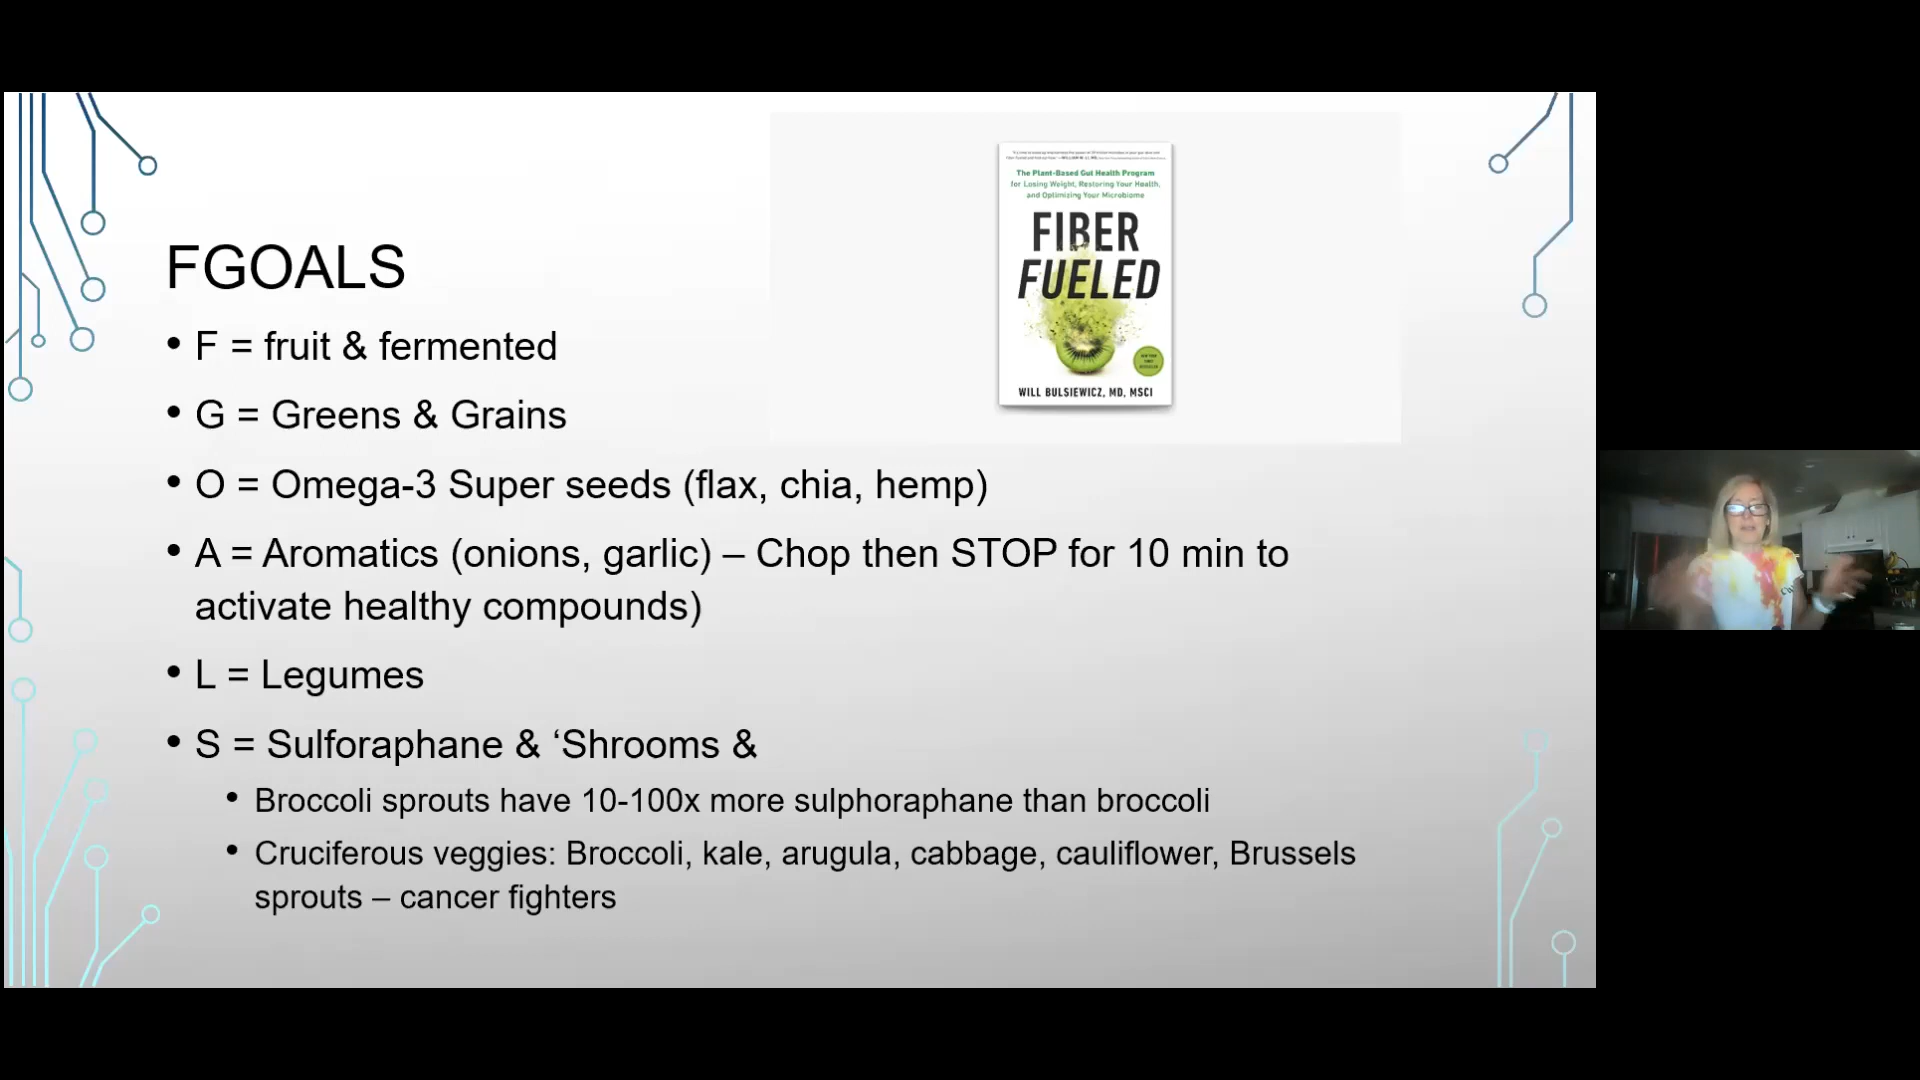 The Plant-Based Gut Health Program
for Losing Weight, Restoring Your Health,
and Optimizing Your Microbiome
FIBER
FUELED
WILL BULSIEWICZ, MD, MSCI
FGOALS
• F = fruit & fermented
• G = Greens & Grains
• O = Omega-3 Super seeds (flax, chia, hemp)
• A = Aromatics (onions, garlic) – Chop then STOP for 10 min to
activate healthy compounds)
• L = Legumes
• S = Sulforaphane & ‘Shrooms &
• Broccoli sprouts have 10-100x more sulphoraphane than broccoli
• Cruciferous veggies: Broccoli, kale, arugula, cabbage, cauliflower, Brussels
sprouts – cancer fighters